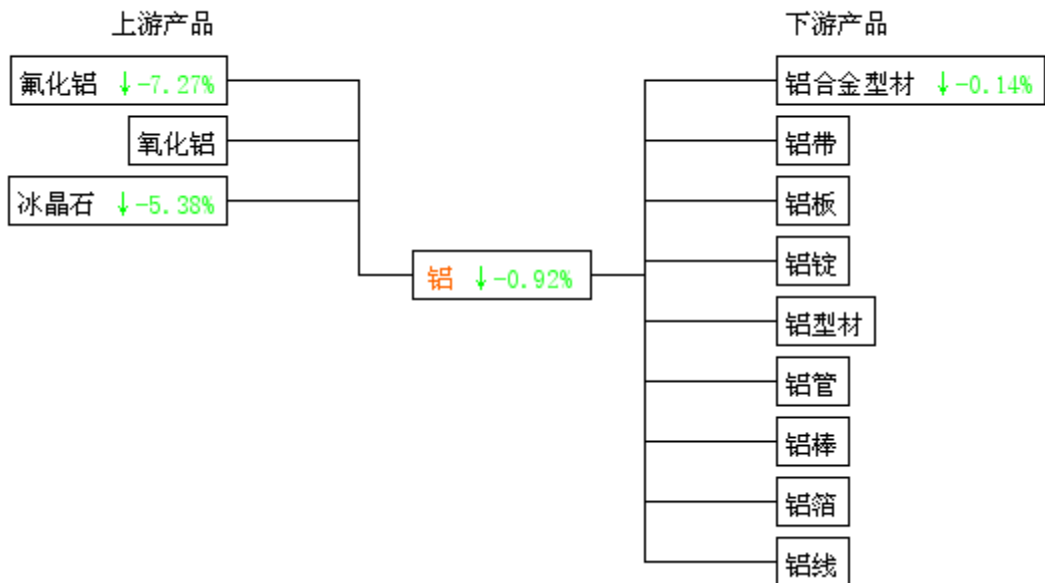 上游产品
氟化铝 ↓-7.27%
氧化铝
冰晶石 ↓-5.38%
铝 ↓-0.92%
下游产品
铝合金型材 ↓-0.14%
铝带
铝板
铝锭
铝型材
铝管
铝棒
铝箔
铝线